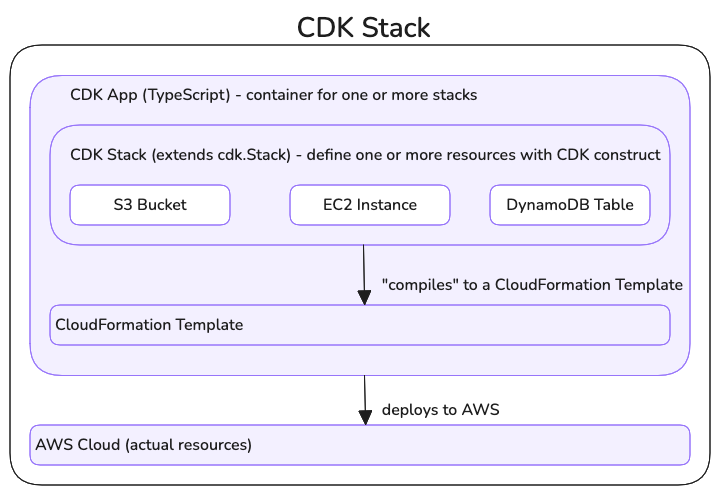 CDK Stack
CDK App (TypeScript) - container for one or more stacks
CDK Stack (extends cdk.Stack) - define one or more resources with CDK construct
S3 Bucket
EC2 Instance
DynamoDB Table
"compiles" to a CloudFormation Template
CloudFormation Template
deploys to AWS
AWS Cloud (actual resources)